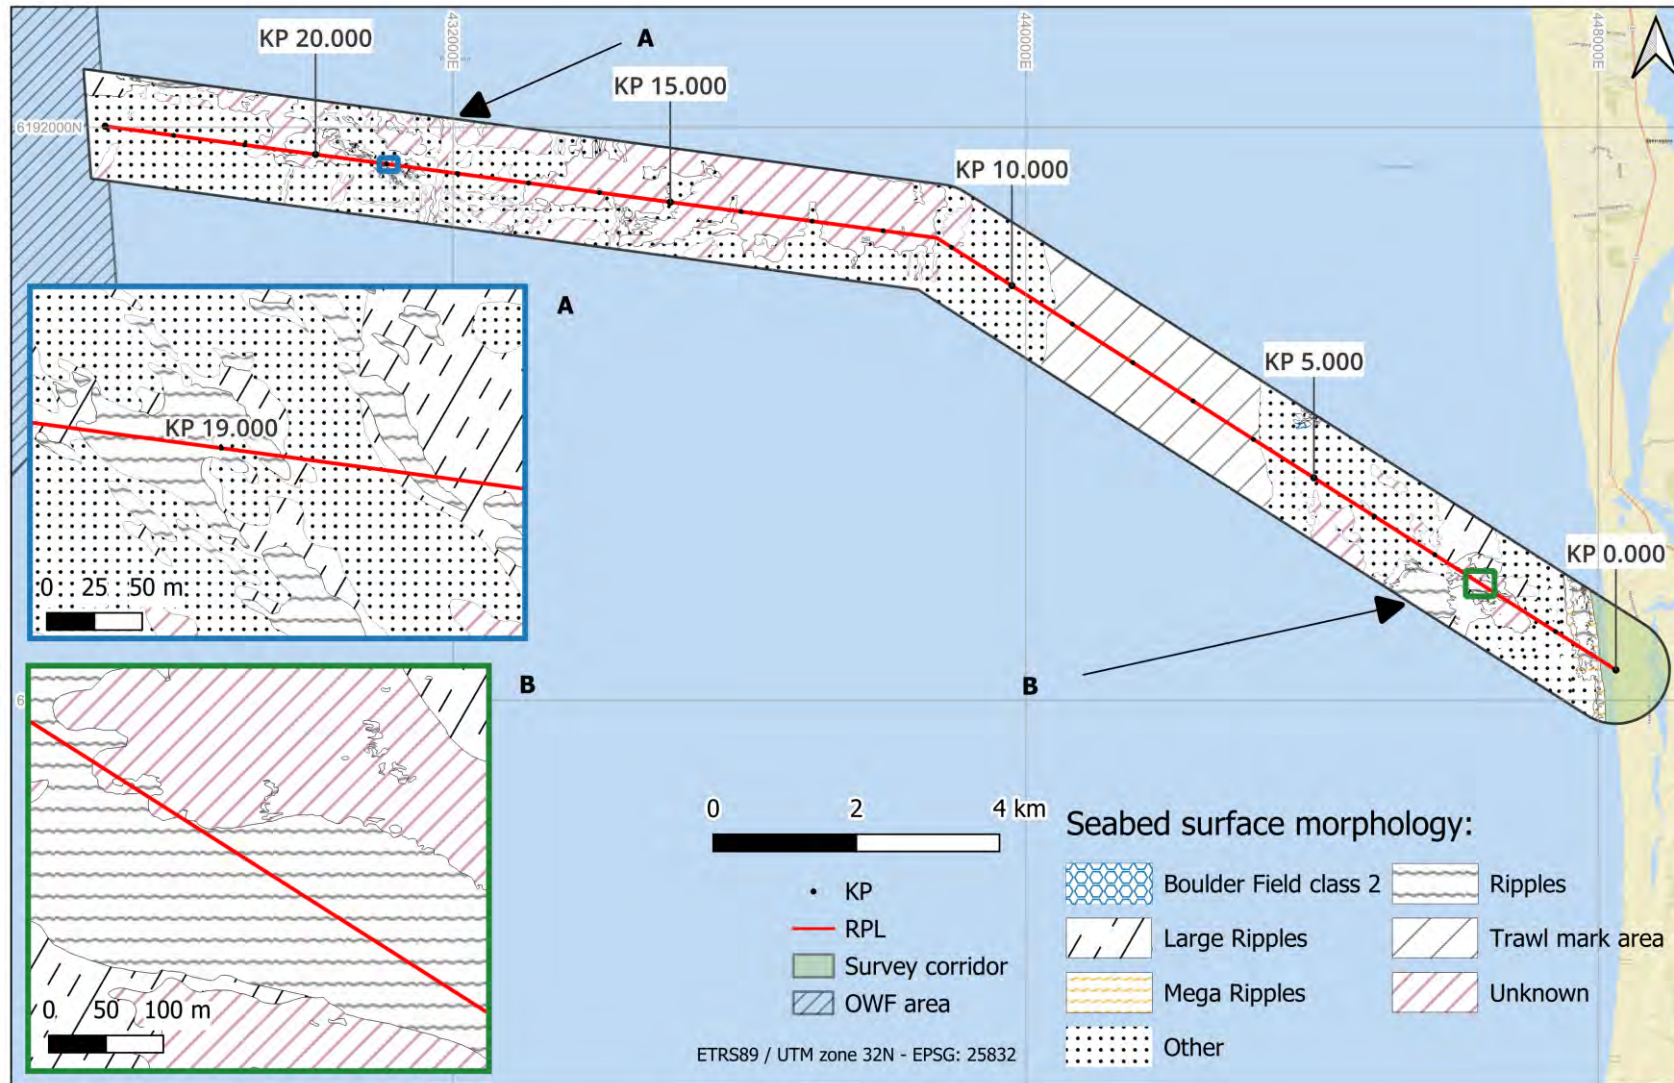 432000E
440000E
448000E
KP 20.000
A
KP 15.000
6192000N
KP 10.000
KP 5.000
KP 0.000
A
KP 19.000
0 25 50 m
B
B
6
0 2 4 km
KP
RPL
Survey corridor
OWF area
ETRS89 / UTM zone 32N - EPSG: 25832
0 50 100 m
Seabed surface morphology:
Boulder Field class 2
Large Ripples
Mega Ripples
Other
Ripples
Trawl mark area
Unknown